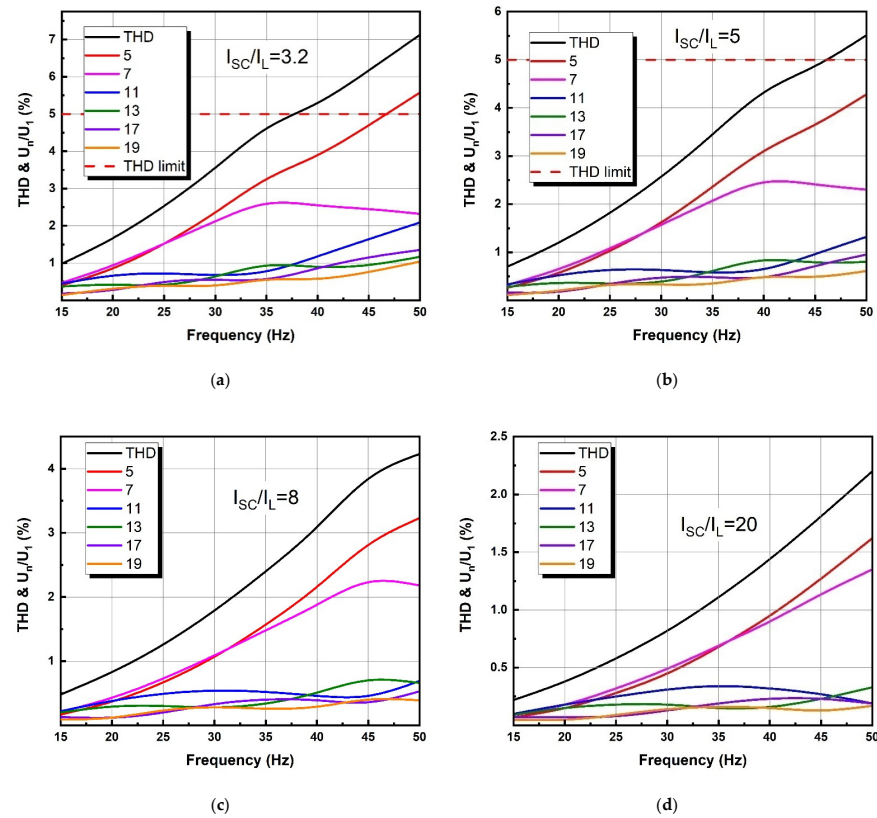 I_SC/I_L=3.2
THD
5
7
11
13
17
19
THD limit
THD & U_n/U_1 (%)
7
6
5
4
3
2
1
15 20 25 30 35 40 45 50
Frequency (Hz)
(a)
I_SC/I_L=5
THD
5
7
11
13
17
19
THD limit
THD & U_n/U_1 (%)
6
5
4
3
2
1
15 20 25 30 35 40 45 50
Frequency (Hz)
(b)
I_SC/I_L=8
THD
5
7
11
13
17
19
THD & U_n/U_1 (%)
4
3
2
1
15 20 25 30 35 40 45 50
Frequency (Hz)
(c)
I_SC/I_L=20
THD
5
7
11
13
17
19
THD & U_n/U_1 (%)
2.5
2.0
1.5
1.0
0.5
15 20 25 30 35 40 45 50
Frequency (Hz)
(d)